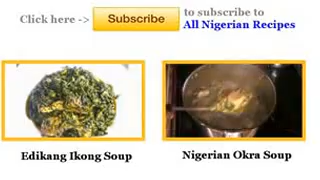 Click here -> Subscribe to subscribe to
All Nigerian Recipes
Edikang Ikong Soup
Nigerian Okra Soup